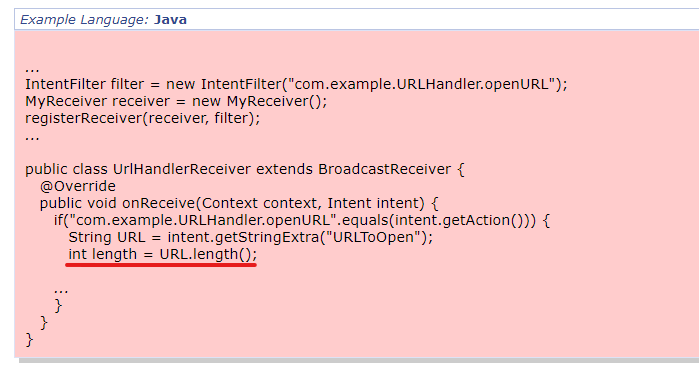 Example Language: Java
...
IntentFilter filter = new IntentFilter("com.example.URLHandler.openURL");
MyReceiver receiver = new MyReceiver();
registerReceiver(receiver, filter);
...
public class UrlHandlerReceiver extends BroadcastReceiver {
@Override
public void onReceive(Context context, Intent intent) {
if("com.example.URLHandler.openURL".equals(intent.getAction())) {
String URL = intent.getStringExtra("URLToOpen");
int length = URL.length();
...
}
}
}